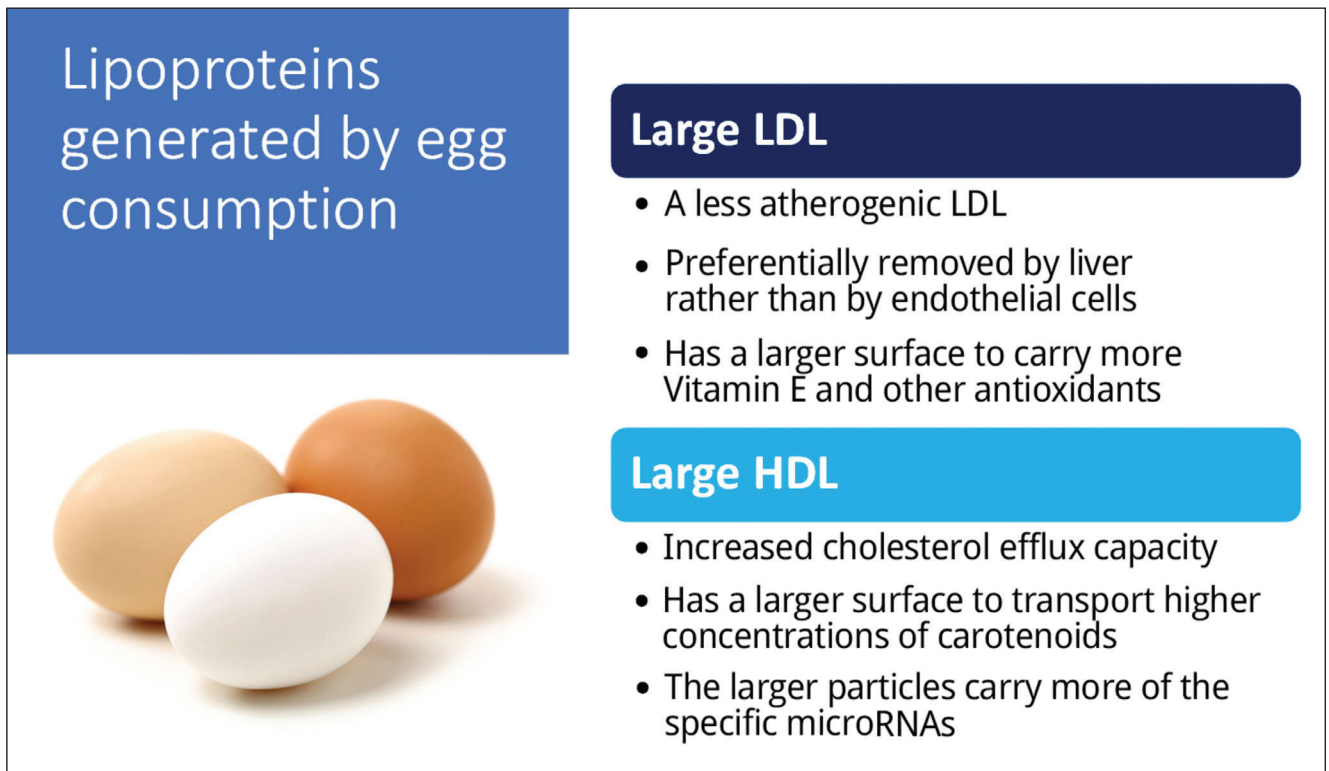 Lipoproteins
generated by egg
consumption
Large LDL
• A less atherogenic LDL
• Preferentially removed by liver
rather than by endothelial cells
• Has a larger surface to carry more
Vitamin E and other antioxidants
Large HDL
• Increased cholesterol efflux capacity
• Has a larger surface to transport higher
concentrations of carotenoids
• The larger particles carry more of the
specific microRNAs